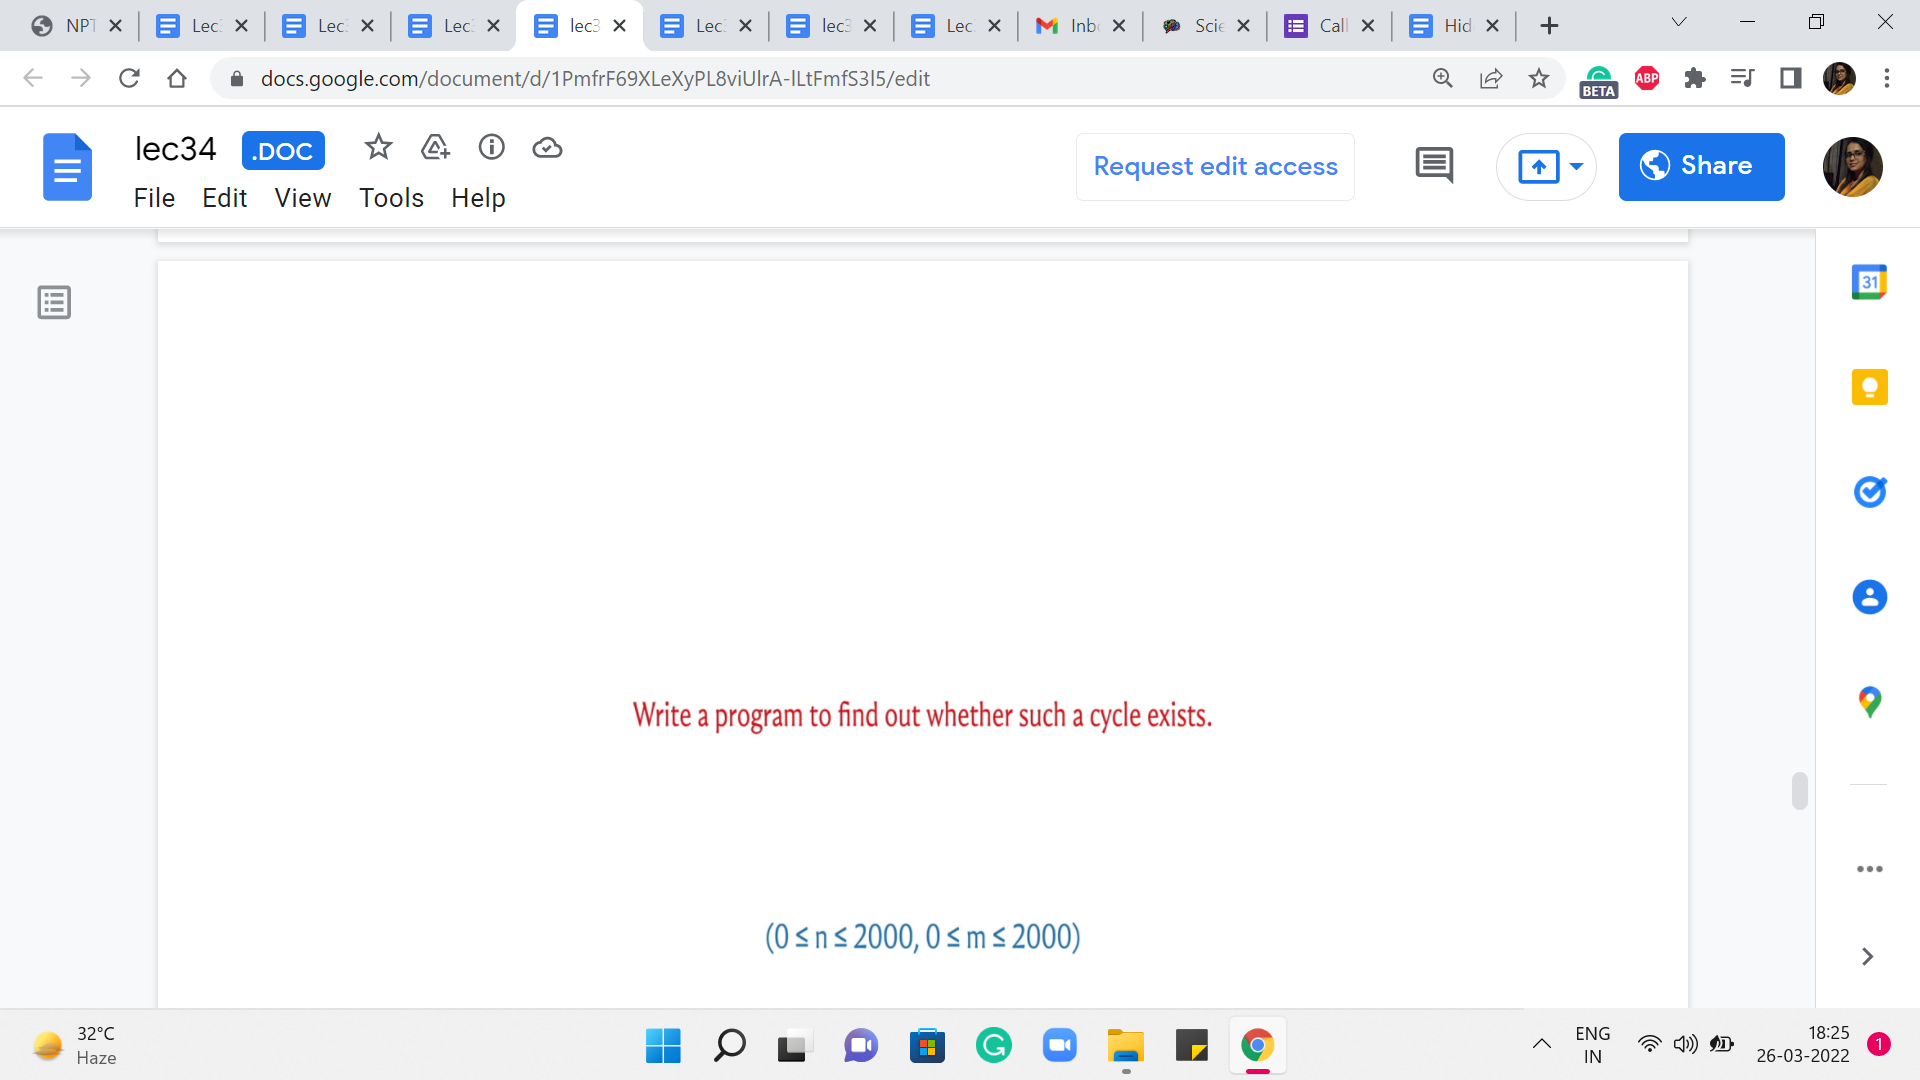 NPT
Lec
Lec
Lec
lec3
Lec
lec3
Lec
Inb
Scie
Call
Hid
docs.google.com/document/d/1PmfrF69XLeXyPL8viUlrA-lLtFmfS3l5/edit
BETA
ABP
lec34
.DOC
File Edit View Tools Help
Request edit access
Share
31
Write a program to find out whether such a cycle exists.
(0 ≤ n ≤ 2000, 0 ≤ m ≤ 2000)
32°C
Haze
ENG
IN
18:25
26-03-2022
1